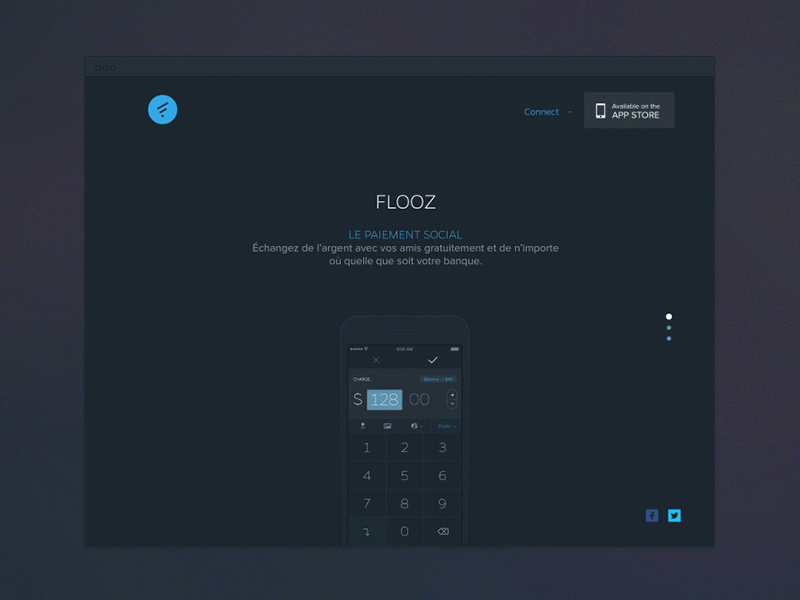 Connect
Available on the
APP STORE
FLOOZ
LE PAIEMENT SOCIAL
Échangez de l'argent avec vos amis gratuitement et de n'importe
où quelle que soit votre banque.
CHARGE
$ 128.00
+
−
Public
1 2 3
4 5 6
7 8 9
0